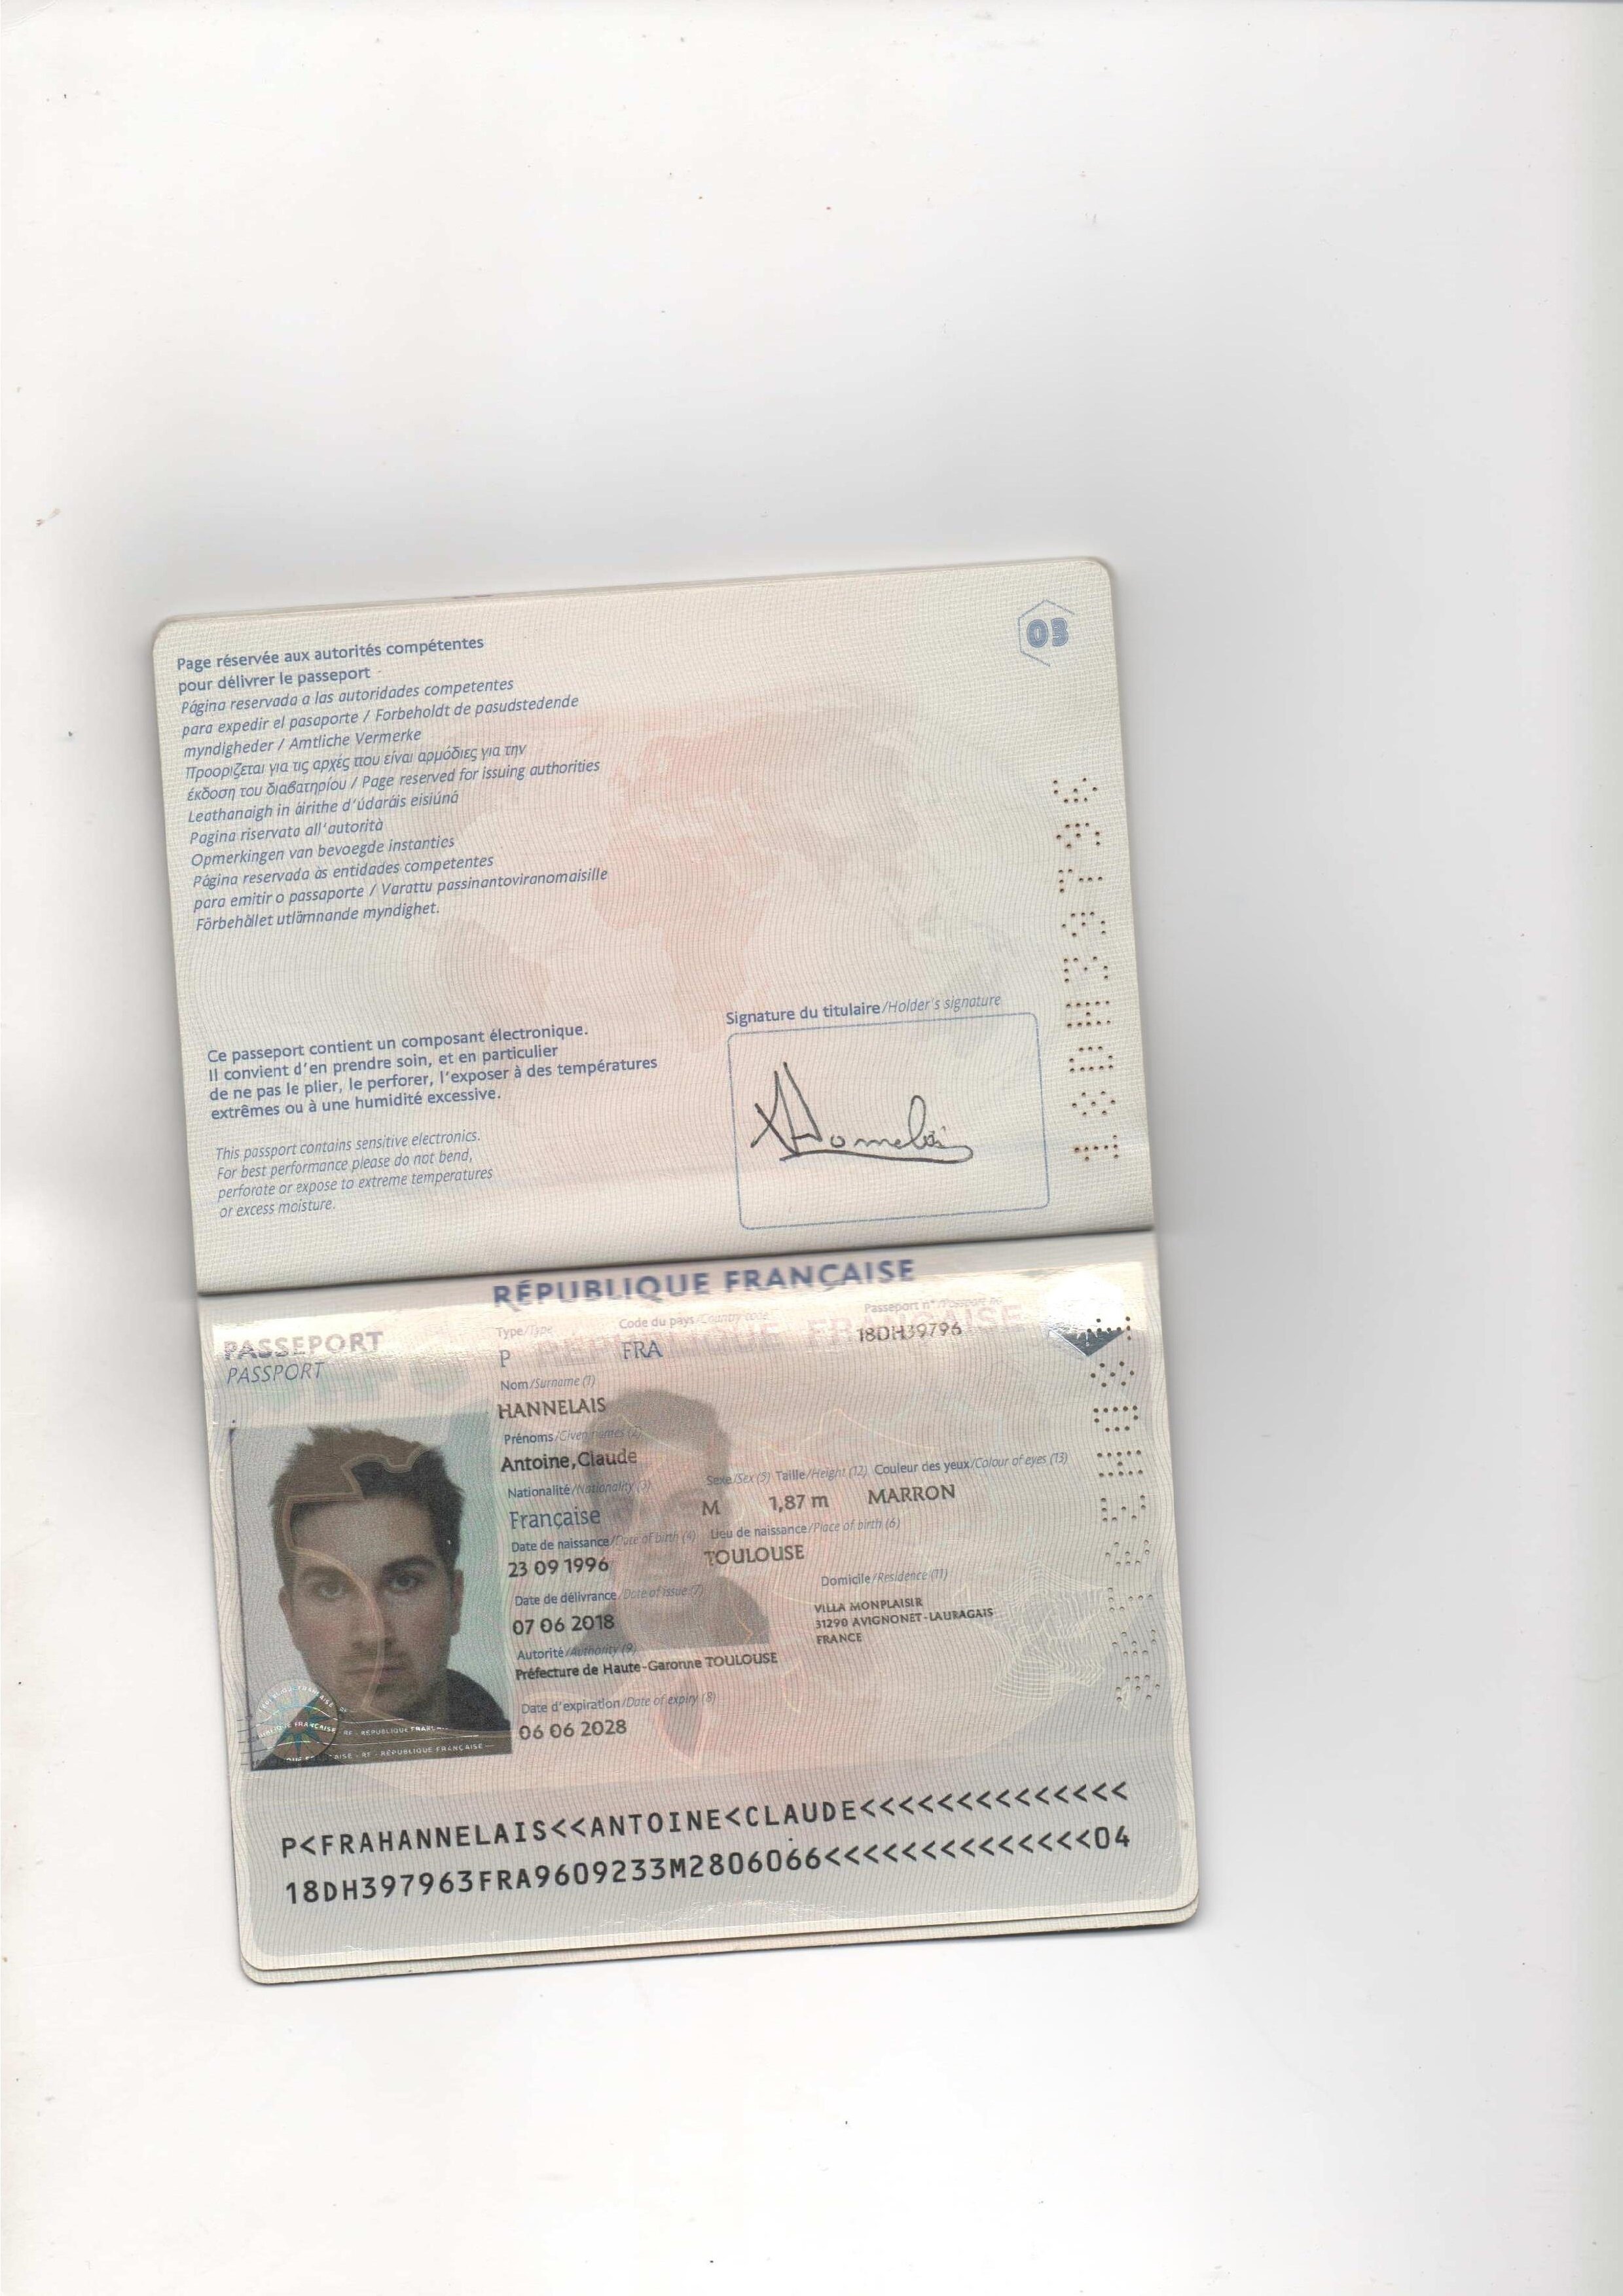 03
Page réservée aux autorités compétentes
pour délivrer le passeport
Página reservada a las autoridades competentes
para expedir el pasaporte / Forbeholdt de pasudstedende
myndigheder / Amtliche Vermerke
Προορίζεται για τις αρχές που είναι αρμόδιες για την
έκδοση του διαβατηρίου / Page reserved for issuing authorities
Leathanaigh in áirithe d'údaráis eisiúná
Pagina riservata all'autorità
Opmerkingen van bevoegde instanties
Página reservada às entidades competentes
para emitir o passaporte / Varattu passinantoviranomaisille
Förbehållet utlämnande myndighet.
Signature du titulaire/Holder's signature
Ce passeport contient un composant électronique.
Il convient d'en prendre soin, et en particulier
de ne pas le plier, le perforer, l'exposer à des températures
extrêmes ou à une humidité excessive.
This passport contains sensitive electronics.
For best performance please do not bend,
perforate or expose to extreme temperatures
or excess moisture.
18DH39796
RÉPUBLIQUE FRANÇAISE
PASSEPORT
PASSPORT
Type/Type Code du pays/Country code Passeport n°/Passport no
P FRA 18DH39796
Nom/Surname (1)
HANNELAIS
Prénoms/Given names (2)
Antoine,Claude
Nationalité/Nationality (3) Sexe/Sex (5) Taille/Height (12) Couleur des yeux/Colour of eyes (13)
Française M 1,87 m MARRON
Date de naissance/Date of birth (4) Lieu de naissance/Place of birth (6)
23 09 1996 TOULOUSE
Date de délivrance/Date of issue (7) Domicile/Residence (11)
07 06 2018 VILLA MONPLAISIR
31290 AVIGNONET-LAURAGAIS
FRANCE
Autorité/Authority (9)
Préfecture de Haute-Garonne TOULOUSE
Date d'expiration/Date of expiry (8)
06 06 2028
RÉPUBLIQUE FRANÇAISE
P<FRAHANNELAIS<<ANTOINE<CLAUDE<<<<<<<<<<<<<<
18DH397963FRA9609233M2806066<<<<<<<<<<<<<<04